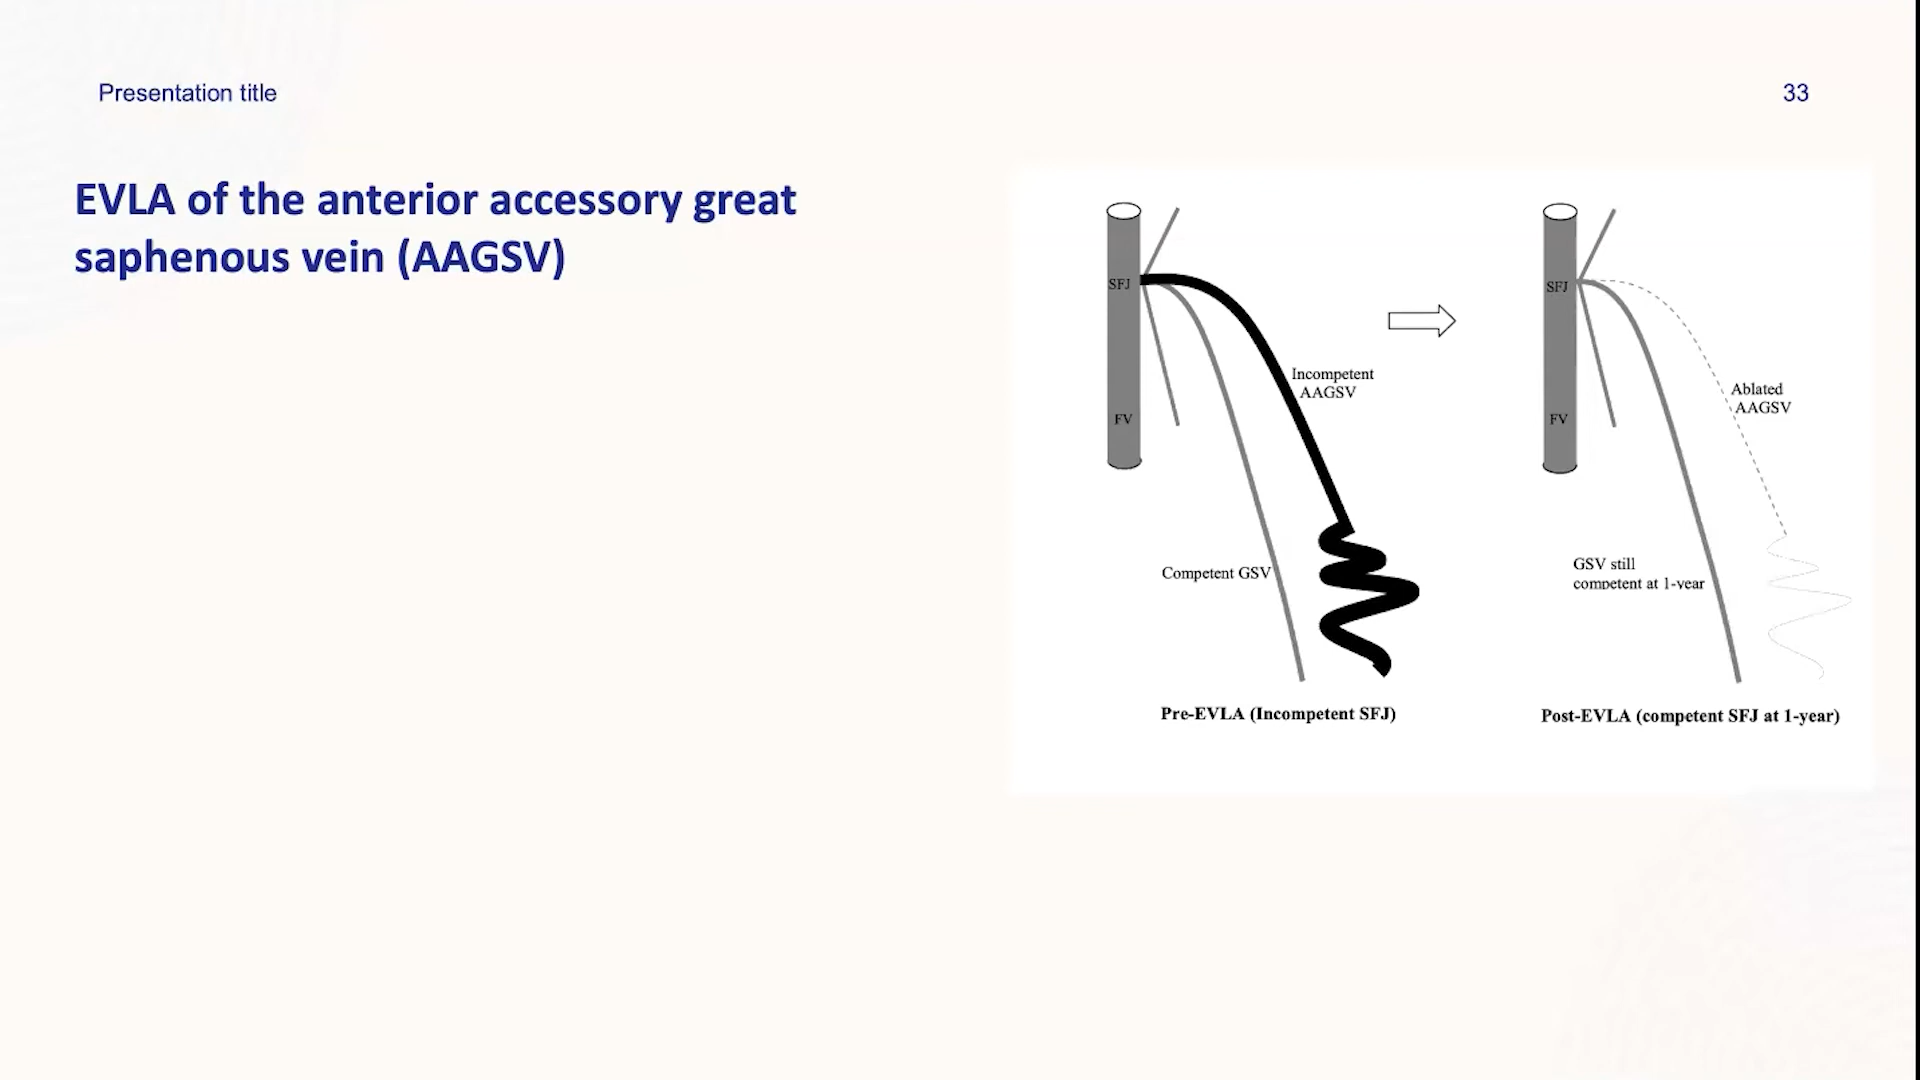 Presentation title
33
EVLA of the anterior accessory great
saphenous vein (AAGSV)
SFJ
Incompetent
AAGSV
FV
Competent GSV
Pre-EVLA (Incompetent SFJ)
SFJ
Ablated
AAGSV
FV
GSV still
competent at 1-year
Post-EVLA (competent SFJ at 1-year)